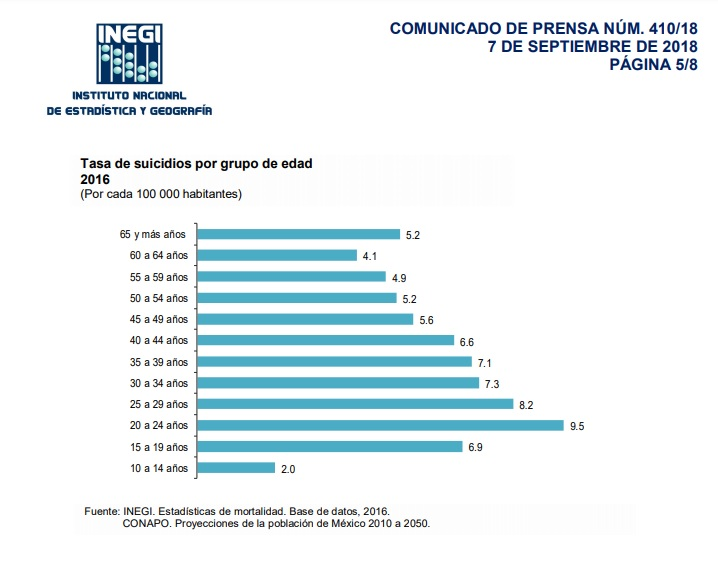 INEGI
INSTITUTO NACIONAL
DE ESTADÍSTICA Y GEOGRAFÍA
COMUNICADO DE PRENSA NÚM. 410/18
7 DE SEPTIEMBRE DE 2018
PÁGINA 5/8
Tasa de suicidios por grupo de edad
2016
(Por cada 100 000 habitantes)
65 y más años 5.2
60 a 64 años 4.1
55 a 59 años 4.9
50 a 54 años 5.2
45 a 49 años 5.6
40 a 44 años 6.6
35 a 39 años 7.1
30 a 34 años 7.3
25 a 29 años 8.2
20 a 24 años 9.5
15 a 19 años 6.9
10 a 14 años 2.0
Fuente: INEGI. Estadísticas de mortalidad. Base de datos, 2016.
CONAPO. Proyecciones de la población de México 2010 a 2050.